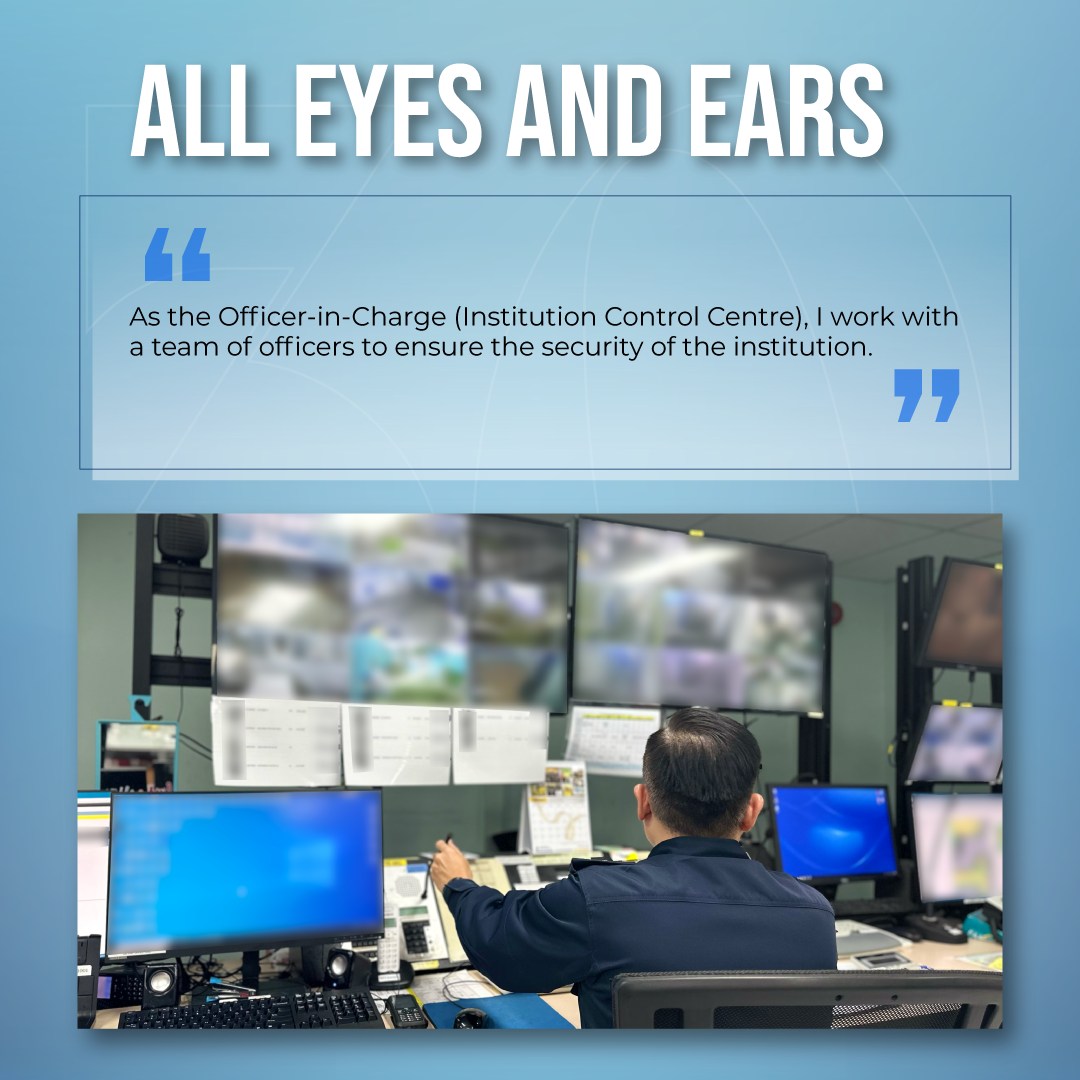 ALL EYES AND EARS
“
As the Officer-in-Charge (Institution Control Centre), I work with
a team of officers to ensure the security of the institution.
”